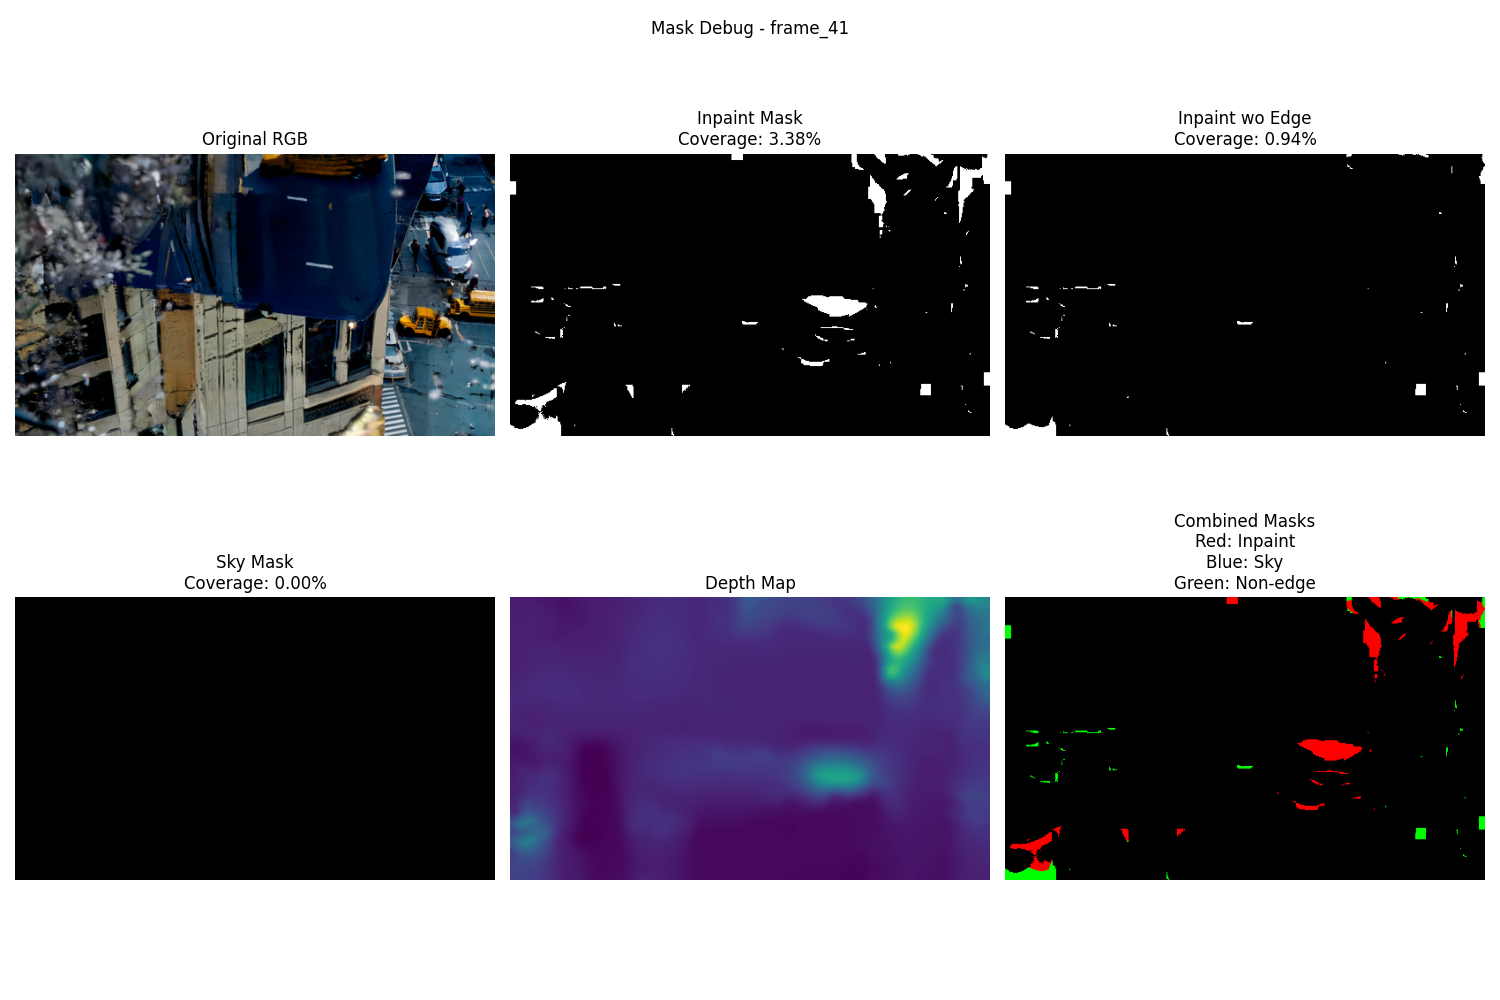 Mask Debug - frame_41
Original RGB
Inpaint Mask
Coverage: 3.38%
Inpaint wo Edge
Coverage: 0.94%
Sky Mask
Coverage: 0.00%
Depth Map
Combined Masks
Red: Inpaint
Blue: Sky
Green: Non-edge